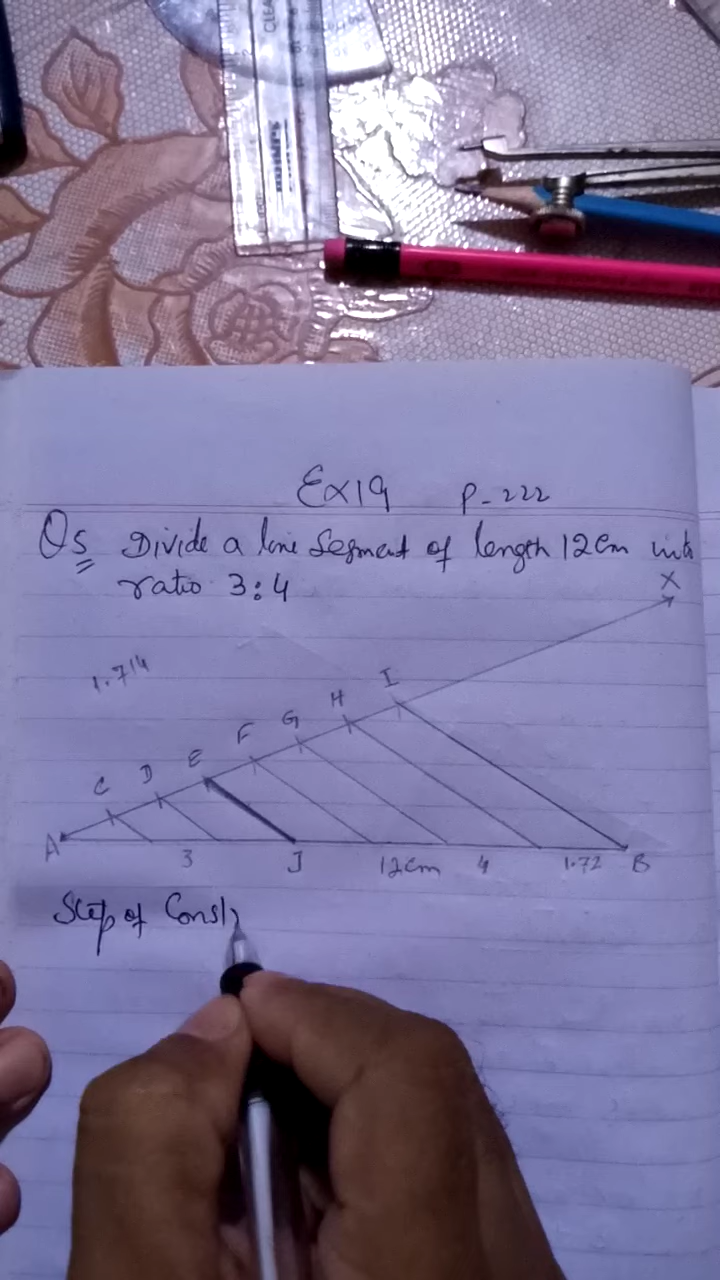 Ex19 P-222
Q5 Divide a line Segment of length 12cm into
ratio 3:4
X
1.714
I
H
G
F
E
D
C
A 3 J 12cm 4 1.72 B
Step of Const